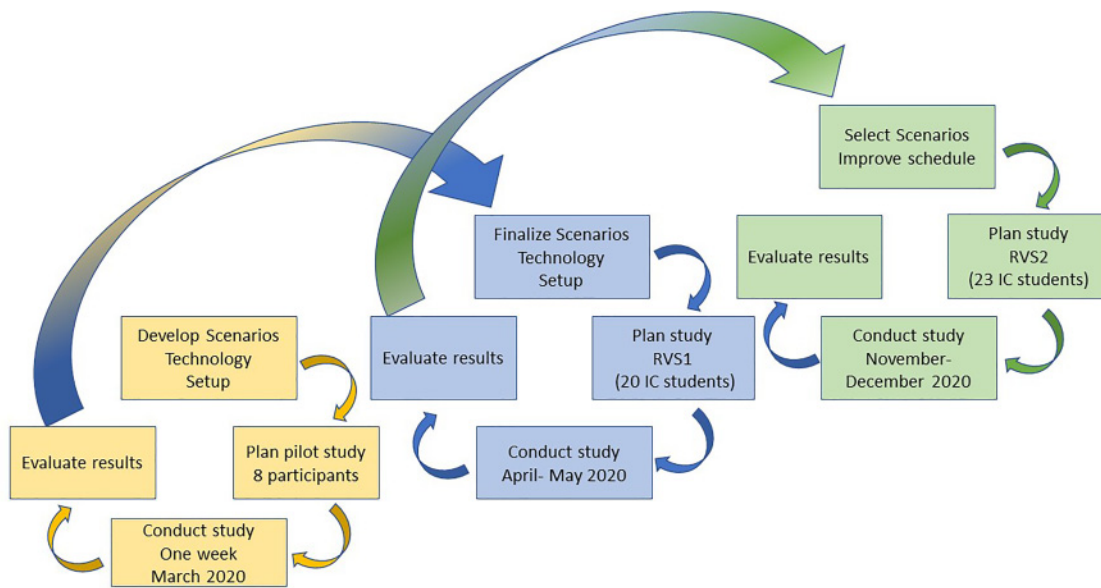 Develop Scenarios
Technology
Setup
Plan pilot study
8 participants
Conduct study
One week
March 2020
Evaluate results
Finalize Scenarios
Technology
Setup
Plan study
RVS1
(20 IC students)
Conduct study
April- May 2020
Evaluate results
Select Scenarios
Improve schedule
Plan study
RVS2
(23 IC students)
Conduct study
November-
December 2020
Evaluate results